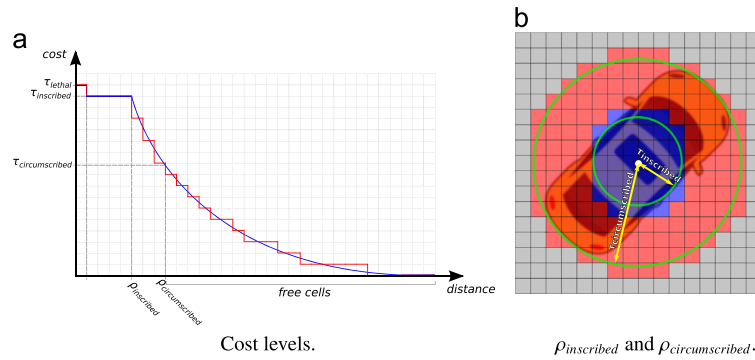 a
cost
τlethal
τinscribed
τcircumscribed
ρinscribed
ρcircumscribed
free cells
distance
Cost levels.
b
rinscribed
rcircumscribed
ρinscribed and ρcircumscribed.